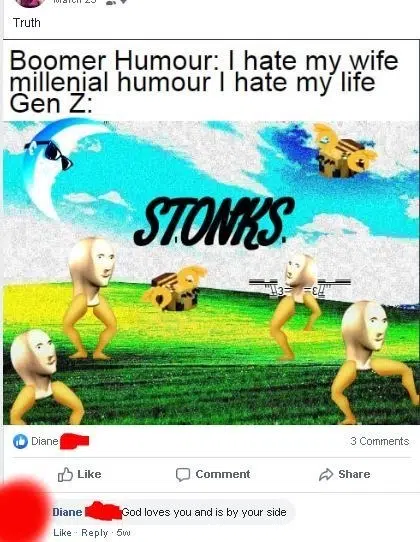 Truth
Boomer Humour: I hate my wife
millenial humour I hate my life
Gen Z:
STONKS.
Diane
3 Comments
Like Comment Share
Diane God loves you and is by your side
Like · Reply · 5w